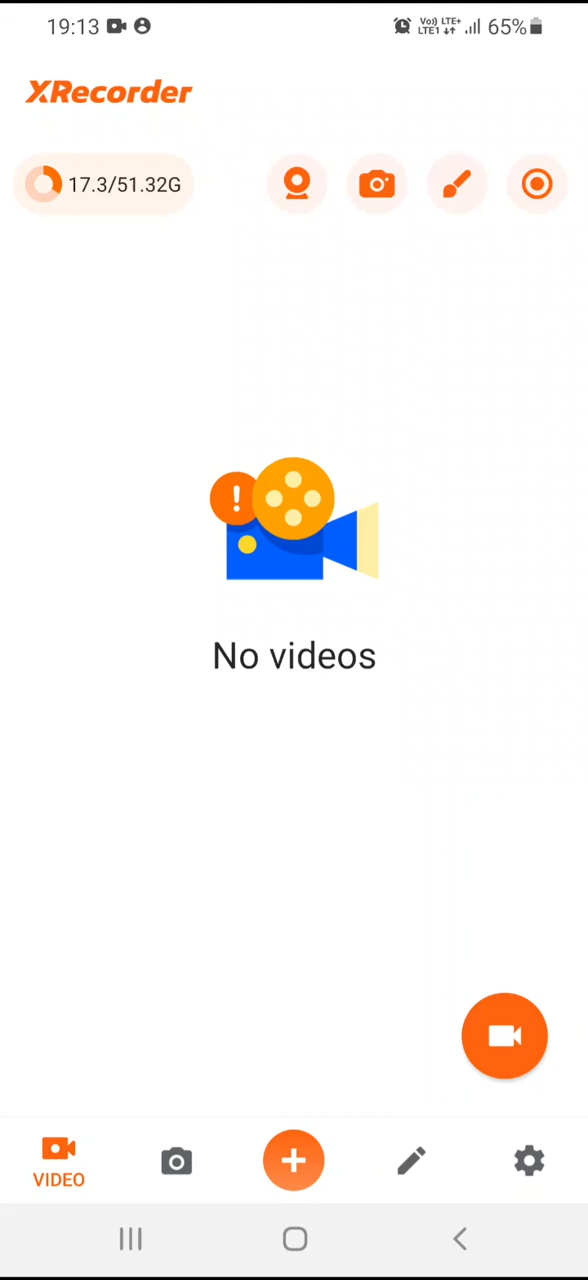 19:13 Vo) LTE+ LTE1 65%
XRecorder
17.3/51.32G
No videos
VIDEO